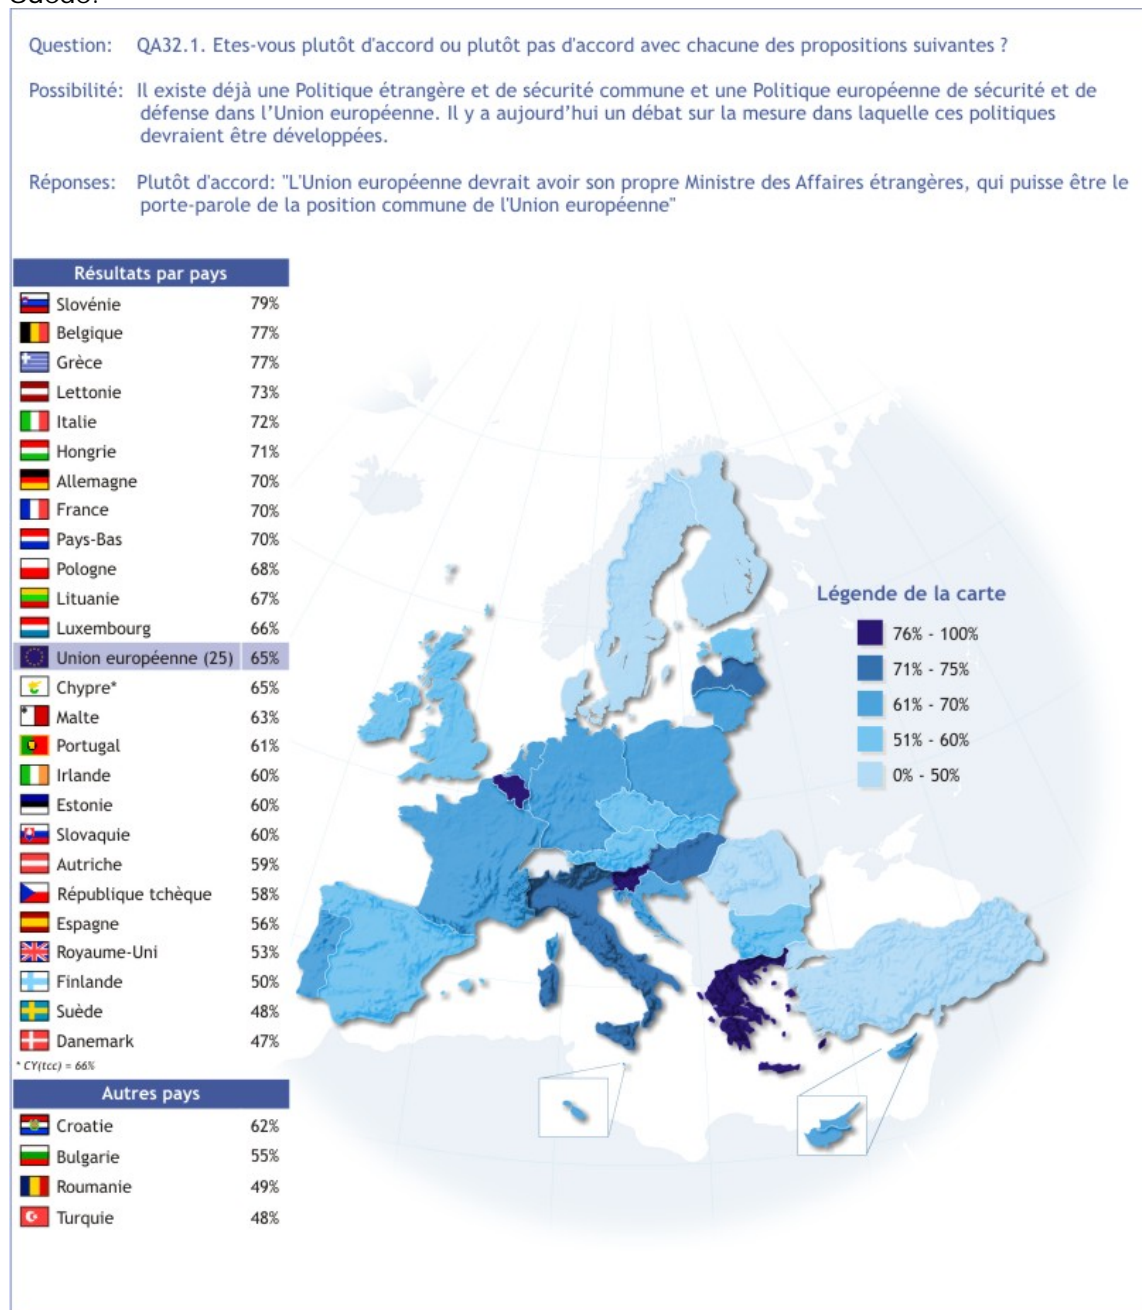 Suède.
Question: QA32.1. Etes-vous plutôt d'accord ou plutôt pas d'accord avec chacune des propositions suivantes ?
Possibilité: Il existe déjà une Politique étrangère et de sécurité commune et une Politique européenne de sécurité et de
défense dans l’Union européenne. Il y a aujourd’hui un débat sur la mesure dans laquelle ces politiques
devraient être développées.
Réponses: Plutôt d'accord: "L'Union européenne devrait avoir son propre Ministre des Affaires étrangères, qui puisse être le
porte-parole de la position commune de l'Union européenne"
Résultats par pays
Slovénie 79%
Belgique 77%
Grèce 77%
Lettonie 73%
Italie 72%
Hongrie 71%
Allemagne 70%
France 70%
Pays-Bas 70%
Pologne 68%
Lituanie 67%
Luxembourg 66%
Union européenne (25) 65%
Chypre* 65%
Malte 63%
Portugal 61%
Irlande 60%
Estonie 60%
Slovaquie 60%
Autriche 59%
République tchèque 58%
Espagne 56%
Royaume-Uni 53%
Finlande 50%
Suède 48%
Danemark 47%
* CY(tcc) = 66%
Autres pays
Croatie 62%
Bulgarie 55%
Roumanie 49%
Turquie 48%
Légende de la carte
76% - 100%
71% - 75%
61% - 70%
51% - 60%
0% - 50%